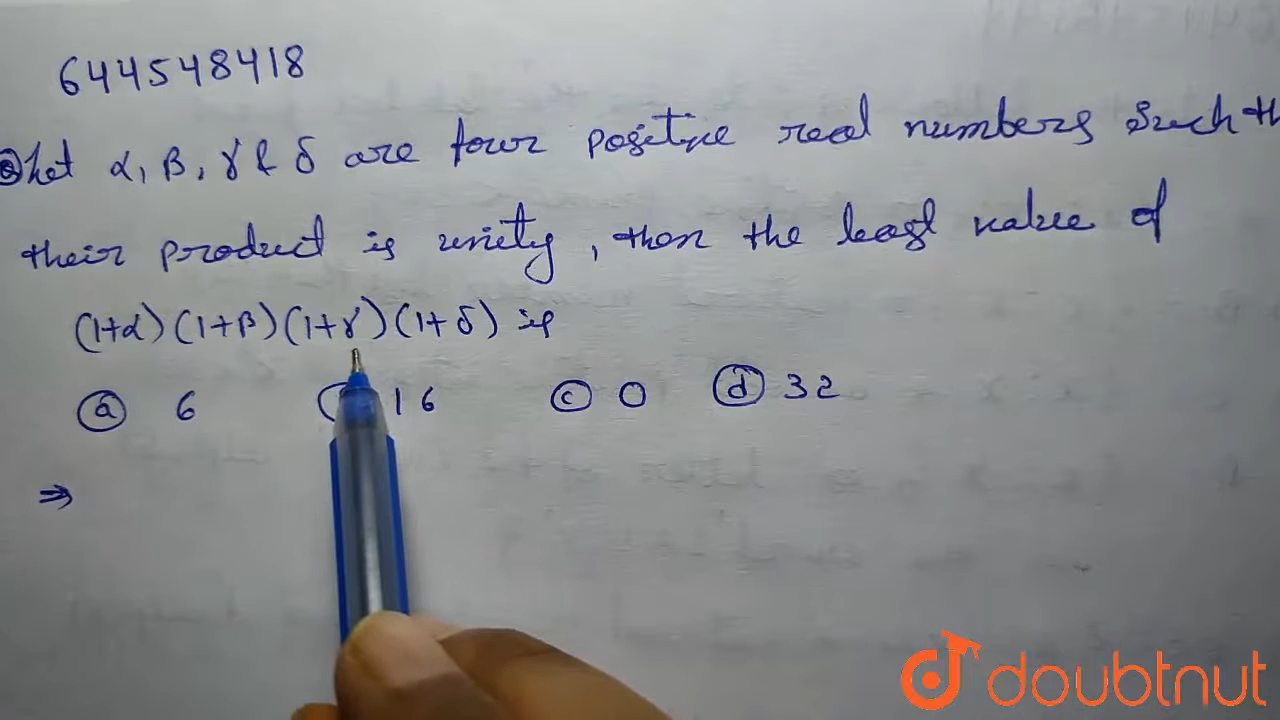 644548418
Q Let α, β, γ & δ are four positive real numbers such th
their product is unity, then the least value of
(1+α)(1+β)(1+γ)(1+δ) is
a 6 16 c 0 d 32
⇒
doubtnut